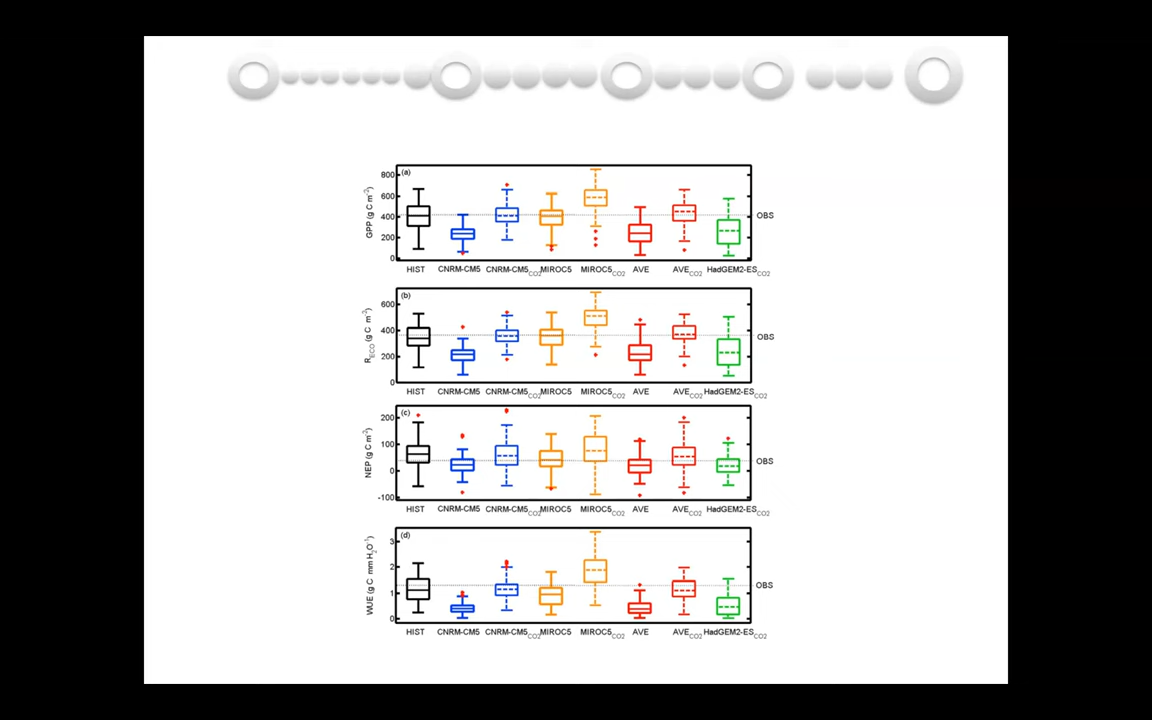 (a)
800
600
400
200
0
GPP (g C m⁻²)
OBS
HIST CNRM-CM5 CNRM-CM5CO2 MIROC5 MIROC5CO2 AVE AVECO2 HadGEM2-ESCO2
(b)
600
400
200
0
RECO (g C m⁻²)
OBS
HIST CNRM-CM5 CNRM-CM5CO2 MIROC5 MIROC5CO2 AVE AVECO2 HadGEM2-ESCO2
(c)
200
100
0
-100
NEP (g C m⁻²)
OBS
HIST CNRM-CM5 CNRM-CM5CO2 MIROC5 MIROC5CO2 AVE AVECO2 HadGEM2-ESCO2
(d)
3
2
1
0
WUE (g C mm H₂O⁻¹)
OBS
HIST CNRM-CM5 CNRM-CM5CO2 MIROC5 MIROC5CO2 AVE AVECO2 HadGEM2-ESCO2